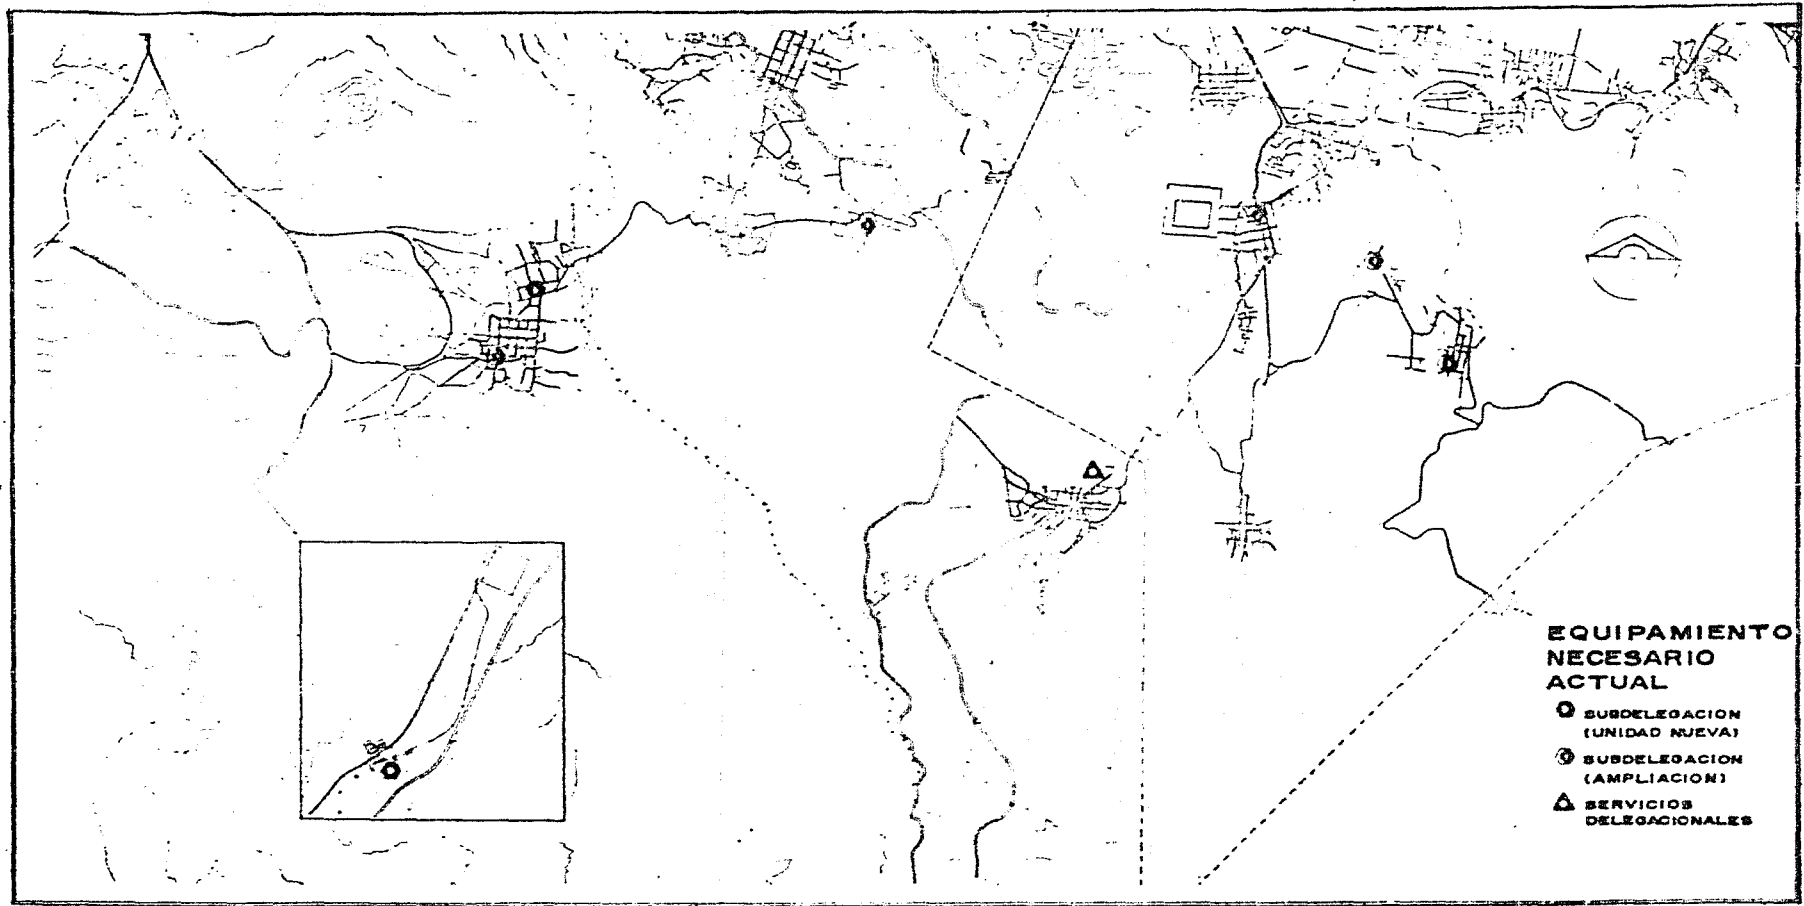 EQUIPAMIENTO
NECESARIO
ACTUAL
SUBDELEGACION
(UNIDAD NUEVA)
SUBDELEGACION
(AMPLIACION)
SERVICIOS
DELEGACIONALES